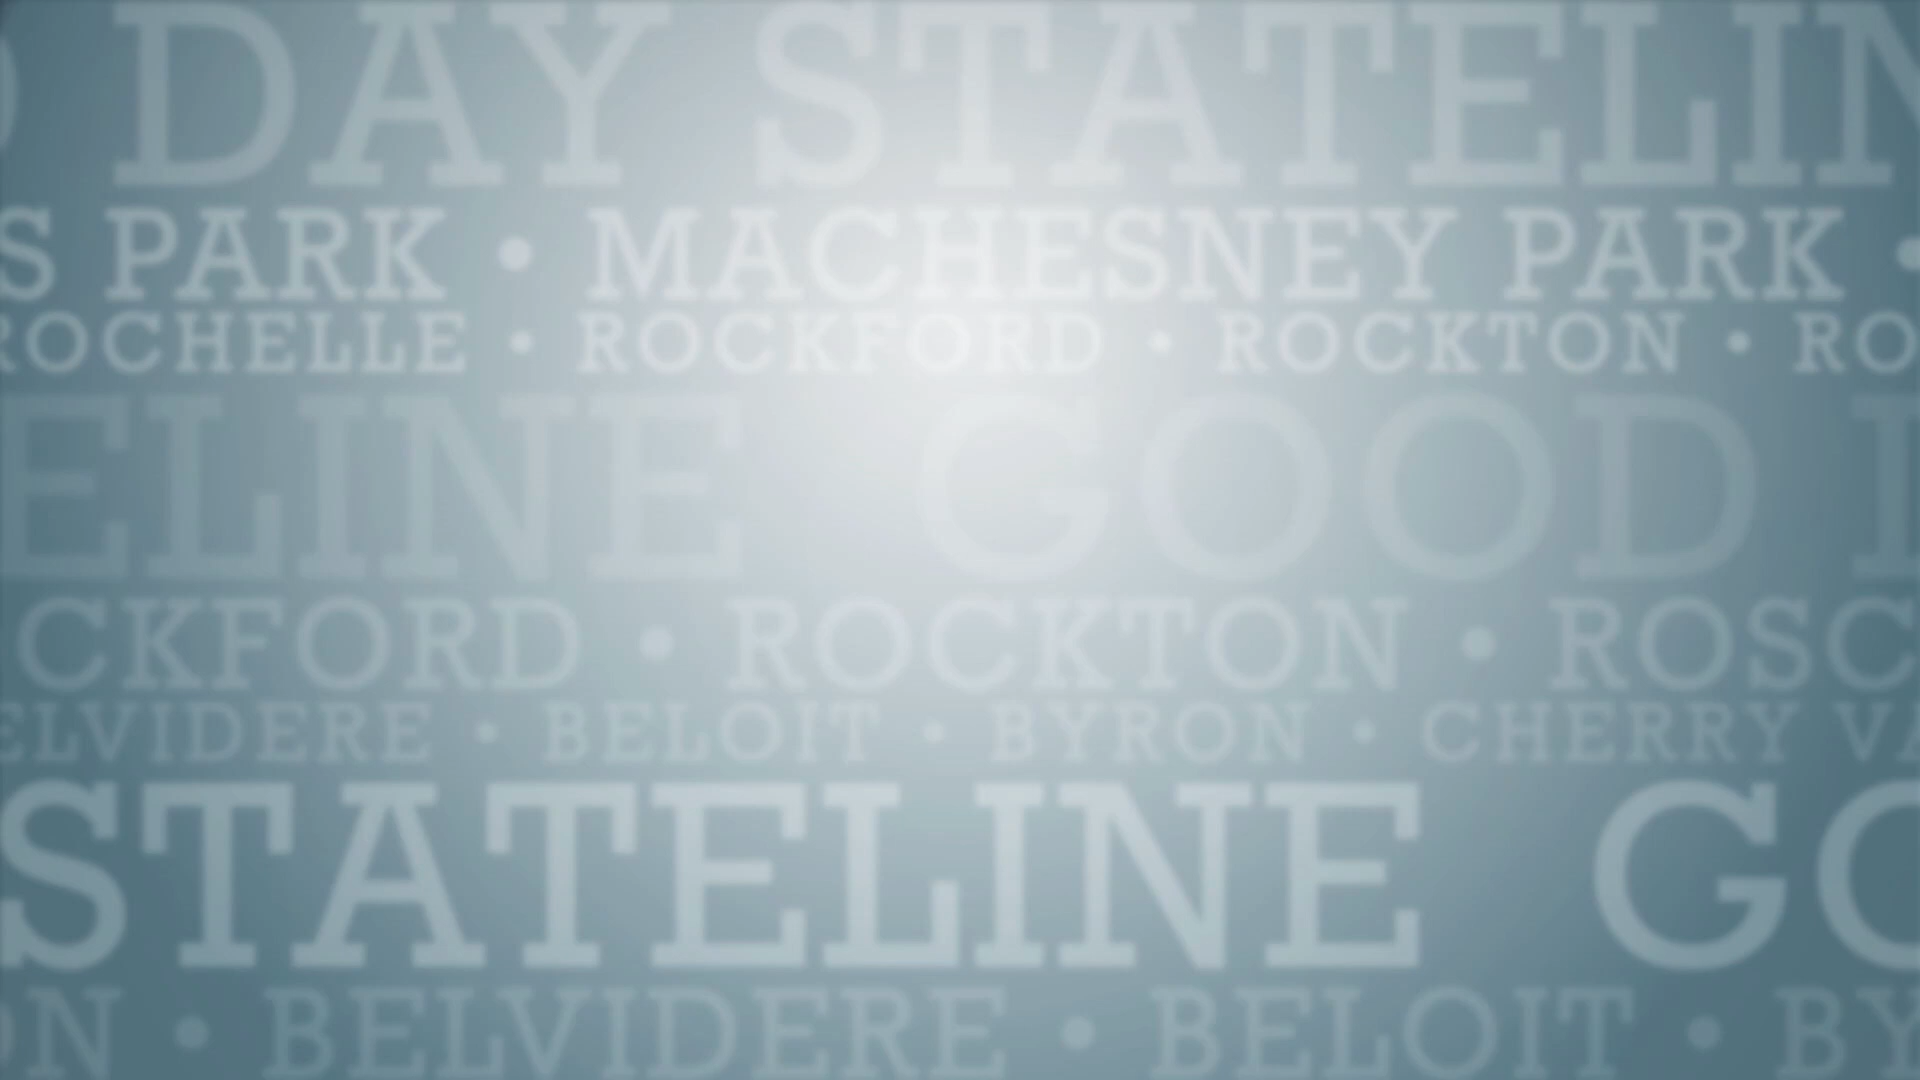 DAY STATELIN
S PARK • MACHESNEY PARK •
ROCHELLE • ROCKFORD • ROCKTON • RO
ELINE GOOD D
CKFORD • ROCKTON • ROSC
ELVIDERE • BELOIT • BYRON • CHERRY VA
STATELINE GO
ON • BELVIDERE • BELOIT • BY